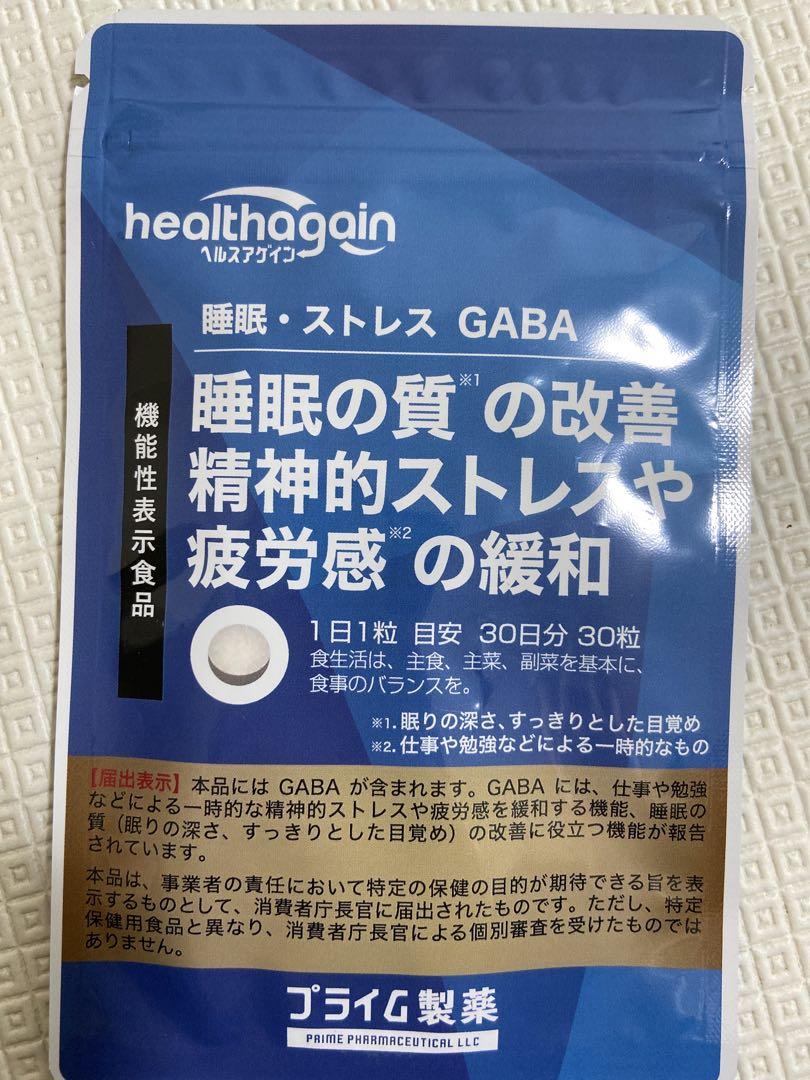 healthagain
ヘルスアゲイン
睡眠・ストレス GABA
機能性表示食品
睡眠の質※1の改善
精神的ストレスや
疲労感※2の緩和
1日1粒 目安 30日分 30粒
食生活は、主食、主菜、副菜を基本に、
食事のバランスを。
※1. 眠りの深さ、すっきりとした目覚め
※2. 仕事や勉強などによる一時的なもの
【届出表示】本品には GABA が含まれます。GABA には、仕事や勉強
などによる一時的な精神的ストレスや疲労感を緩和する機能、睡眠の
質（眠りの深さ、すっきりとした目覚め）の改善に役立つ機能が報告
されています。
本品は、事業者の責任において特定の保健の目的が期待できる旨を表
示するものとして、消費者庁長官に届出されたものです。ただし、特定
保健用食品と異なり、消費者庁長官による個別審査を受けたものでは
ありません。
プライム製薬
PRIME PHARMACEUTICAL LLC